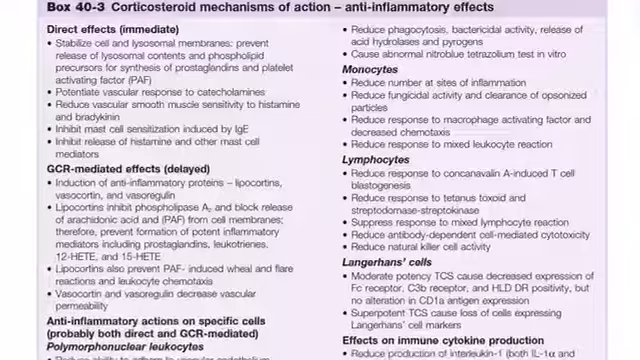 Box 40-3 Corticosteroid mechanisms of action – anti-inflammatory effects
Direct effects (immediate)
• Stabilize cell and lysosomal membranes: prevent
release of lysosomal contents and phospholipid
precursors for synthesis of prostaglandins and platelet
activating factor (PAF)
• Potentiate vascular response to catecholamines
• Reduce vascular smooth muscle sensitivity to histamine
and bradykinin
• Inhibit mast cell sensitization induced by IgE
• Inhibit release of histamine and other mast cell
mediators
GCR-mediated effects (delayed)
• Induction of anti-inflammatory proteins – lipocortins,
vasocortin, and vasoregulin
• Lipocortins inhibit phospholipase A₂ and block release
of arachidonic acid and (PAF) from cell membranes;
therefore, prevent formation of potent inflammatory
mediators including prostaglandins, leukotrienes,
12-HETE, and 15-HETE
• Lipocortins also prevent PAF- induced wheal and flare
reactions and leukocyte chemotaxis
• Vasocortin and vasoregulin decrease vascular
permeability
Anti-inflammatory actions on specific cells
(probably both direct and GCR-mediated)
Polymorphonuclear leukocytes
• Reduce ability to adhere to vascular endothelium
• Reduce phagocytosis, bactericidal activity, release of
acid hydrolases and pyrogens
• Cause abnormal nitroblue tetrazolium test in vitro
Monocytes
• Reduce number at sites of inflammation
• Reduce fungicidal activity and clearance of opsonized
particles
• Reduce response to macrophage activating factor and
decreased chemotaxis
• Reduce response to mixed leukocyte reaction
Lymphocytes
• Reduce response to concanavalin A-induced T cell
blastogenesis
• Reduce response to tetanus toxoid and
streptodornase-streptokinase
• Suppress response to mixed lymphocyte reaction
• Reduce antibody-dependent cell-mediated cytotoxicity
• Reduce natural killer cell activity
Langerhans' cells
• Moderate potency TCS cause decreased expression of
Fc receptor, C3b receptor, and HLD DR positivity, but
no alteration in CD1a antigen expression
• Superpotent TCS cause loss of cells expressing
Langerhans' cell markers
Effects on immune cytokine production
• Reduce production of interleukin-1 (both IL-1α and